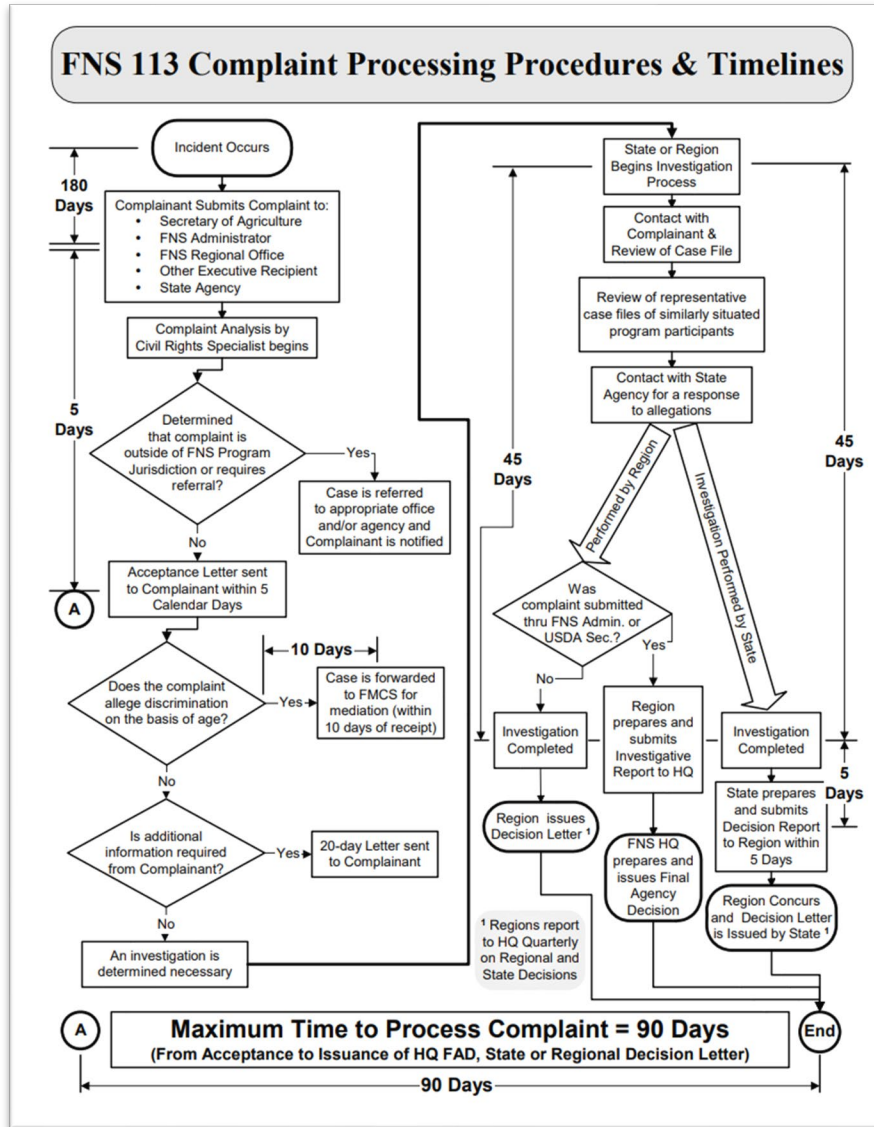 FNS 113 Complaint Processing Procedures & Timelines
Incident Occurs
180
Days
Complainant Submits Complaint to:
• Secretary of Agriculture
• FNS Administrator
• FNS Regional Office
• Other Executive Recipient
• State Agency
Complaint Analysis by
Civil Rights Specialist begins
5
Days
Determined
that complaint is
outside of FNS Program
Jurisdiction or requires
referral?
Yes
Case is referred
to appropriate office
and/or agency and
Complainant is notified
No
Acceptance Letter sent
to Complainant within 5
Calendar Days
A
10 Days
Does the complaint
allege discrimination
on the basis of age?
Yes
Case is forwarded
to FMCS for
mediation (within
10 days of receipt)
No
Is additional
information required
from Complainant?
Yes
20-day Letter sent
to Complainant
No
An investigation is
determined necessary
State or Region
Begins Investigation
Process
Contact with
Complainant &
Review of Case File
Review of representative
case files of similarly situated
program participants
Contact with State
Agency for a response
to allegations
45
Days
45
Days
Performed by Region
Investigation Performed by State
Was
complaint submitted
thru FNS Admin. or
USDA Sec.?
Yes
No
Investigation
Completed
Region
prepares and
submits
Investigative
Report to HQ
Investigation
Completed
5
Days
Region issues
Decision Letter ¹
FNS HQ
prepares and
issues Final
Agency
Decision
State prepares
and submits
Decision Report
to Region within
5 Days
Region Concurs
and Decision Letter
is Issued by State ¹
¹ Regions report
to HQ Quarterly
on Regional and
State Decisions
A
Maximum Time to Process Complaint = 90 Days
(From Acceptance to Issuance of HQ FAD, State or Regional Decision Letter)
End
90 Days